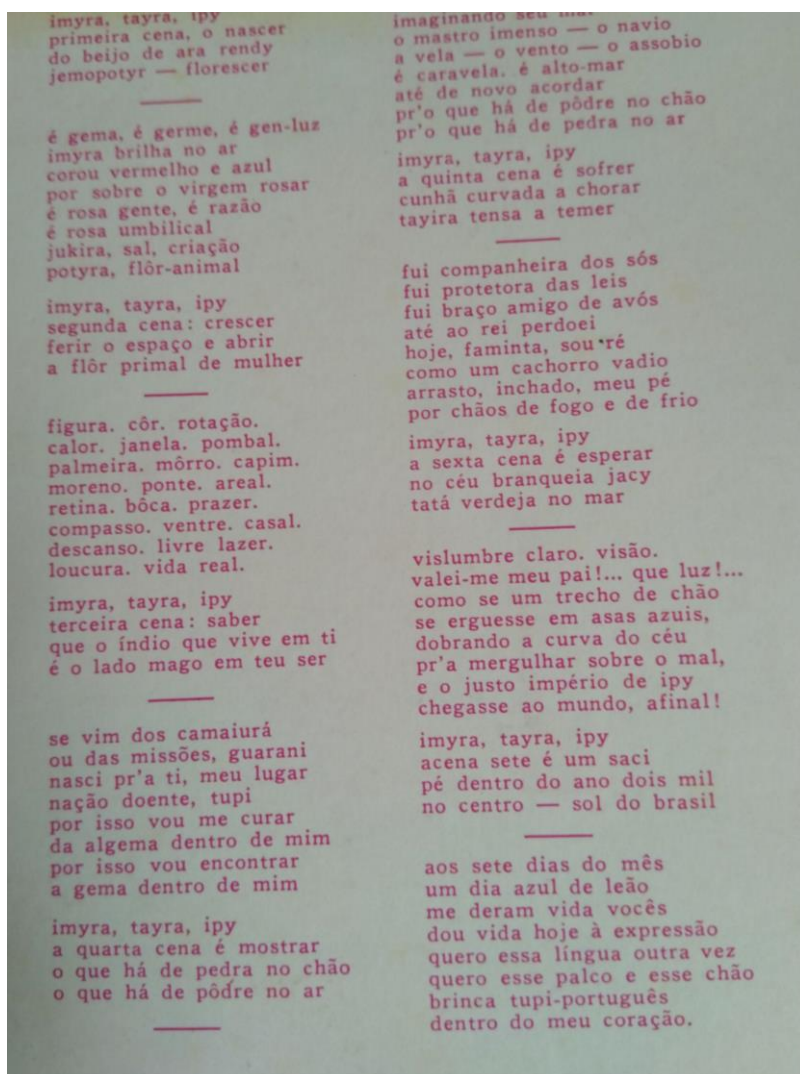 imyra, tayra, ipy
primeira cena, o nascer
do beijo de ara rendy
jemopotyr — florescer
é gema, é germe, é gen-luz
imyra brilha no ar
corou vermelho e azul
por sobre o virgem rosar
é rosa gente, é razão
é rosa umbilical
jukira, sal, criação
potyra, flôr-animal
imyra, tayra, ipy
segunda cena: crescer
ferir o espaço e abrir
a flôr primal de mulher
figura. côr. rotação.
calor. janela. pombal.
palmeira. môrro. capim.
moreno. ponte. areal.
retina. bôca. prazer.
compasso. ventre. casal.
descanso. livre lazer.
loucura. vida real.
imyra, tayra, ipy
terceira cena: saber
que o índio que vive em ti
é o lado mago em teu ser
se vim dos camaiurá
ou das missões, guarani
nasci pr'a ti, meu lugar
nação doente, tupi
por isso vou me curar
da algema dentro de mim
por isso vou encontrar
a gema dentro de mim
imyra, tayra, ipy
a quarta cena é mostrar
o que há de pedra no chão
o que há de pôdre no ar
imaginando seu
o mastro imenso — o navio
a vela — o vento — o assobio
é caravela. é alto-mar
até de novo acordar
pr'o que há de pôdre no chão
pr'o que há de pedra no ar
imyra, tayra, ipy
a quinta cena é sofrer
cunhã curvada a chorar
tayira tensa a temer
fui companheira dos sós
fui protetora das leis
fui braço amigo de avós
até ao rei perdoei
hoje, faminta, sou ré
como um cachorro vadio
arrasto, inchado, meu pé
por chãos de fogo e de frio
imyra, tayra, ipy
a sexta cena é esperar
no céu branqueia jacy
tatá verdeja no mar
vislumbre claro. visão.
valei-me meu pai!... que luz!...
como se um trecho de chão
se erguesse em asas azuis,
dobrando a curva do céu
pr'a mergulhar sobre o mal,
e o justo império de ipy
chegasse ao mundo, afinal!
imyra, tayra, ipy
acena sete é um saci
pé dentro do ano dois mil
no centro — sol do brasil
aos sete dias do mês
um dia azul de leão
me deram vida vocês
dou vida hoje à expressão
quero essa língua outra vez
quero esse palco e esse chão
brinca tupi-português
dentro do meu coração.